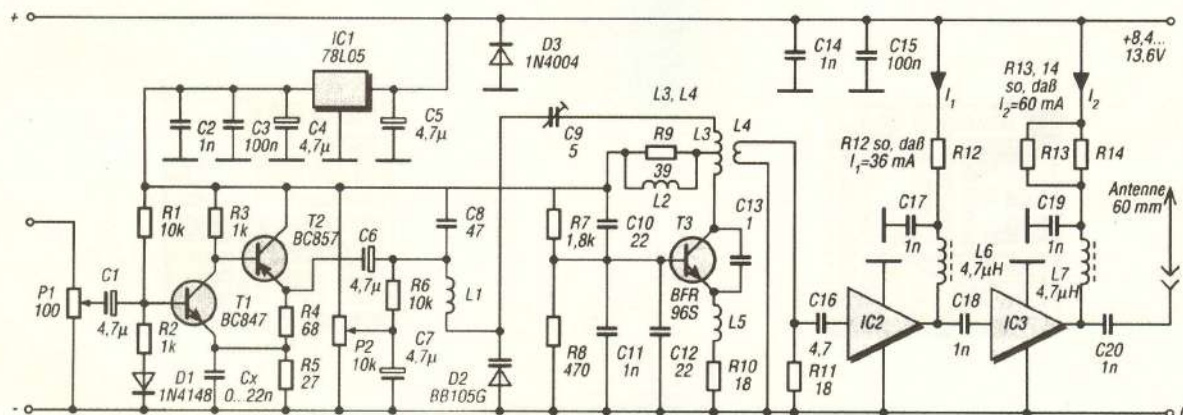 +
IC1
78L05
D3
1N4004
C14
1n
C15
100n
+8,4...
13.6V
R13, 14
so, daß
I2=60 mA
I1
I2
C2
1n
C3
100n
C4
4,7µ
C5
4,7µ
C9
5
L3, L4
L3
L4
R9
39
L2
R12 so, daß
I1=36 mA
R12
R13
R14
Antenne
60 mm
R1
10k
R3
1k
T2
BC857
C6
4,7µ
C8
47
R7
1,8k
C10
22
T3
BFR
96S
C13
1
C17
1n
L6
4,7µH
C19
1n
L7
4,7µH
P1
100
C1
4,7µ
T1
BC847
R2
1k
R4
68
R6
10k
L1
P2
10k
C7
4,7µ
R5
27
D1
1N4148
Cx
0...22n
D2
BB105G
R8
470
C11
1n
C12
22
L5
R10
18
C16
4,7
R11
18
IC2
C18
1n
IC3
C20
1n
-